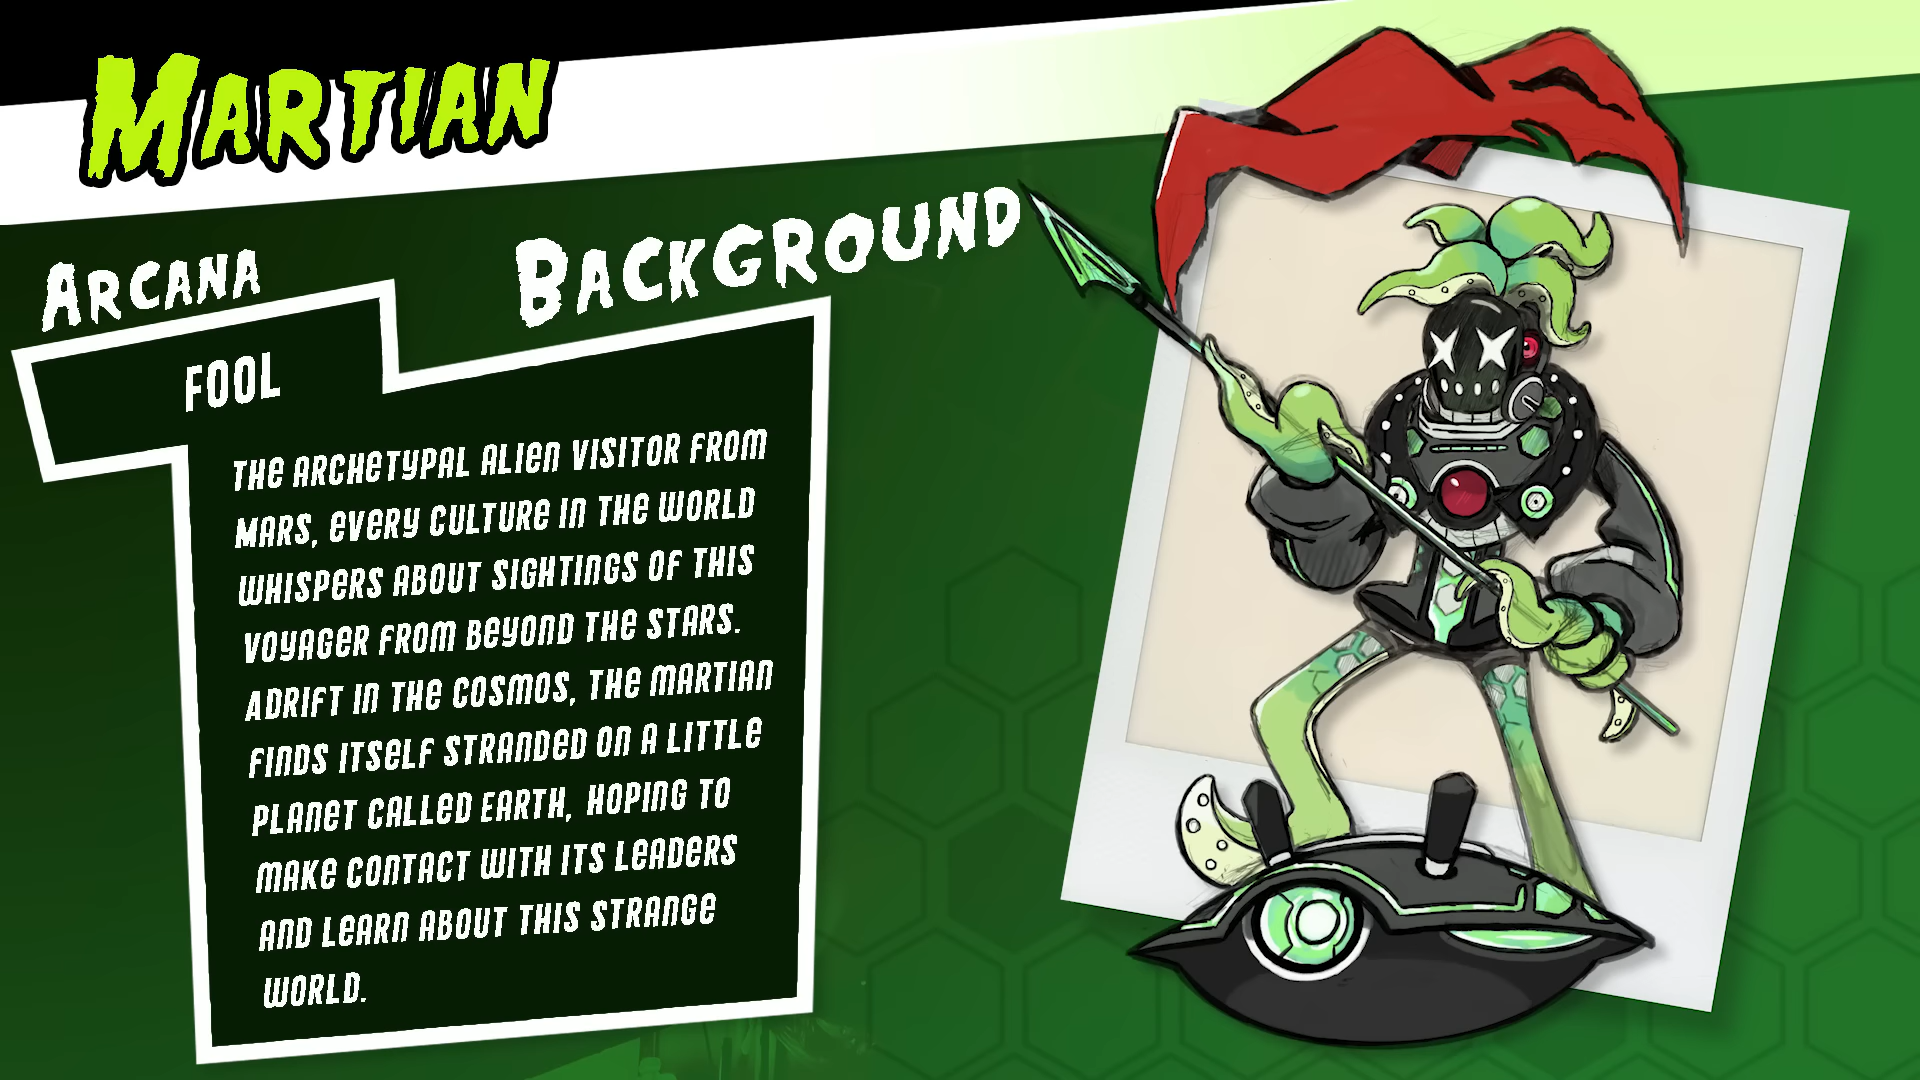 Martian
Arcana
Background
FOOL
THE ARCHETYPAL ALIEN VISITOR FROM
MARS, EVERY CULTURE IN THE WORLD
WHISPERS ABOUT SIGHTINGS OF THIS
VOYAGER FROM BEYOND THE STARS.
ADRIFT IN THE COSMOS, THE MARTIAN
FINDS ITSELF STRANDED ON A LITTLE
PLANET CALLED EARTH, HOPING TO
MAKE CONTACT WITH ITS LEADERS
AND LEARN ABOUT THIS STRANGE
WORLD.